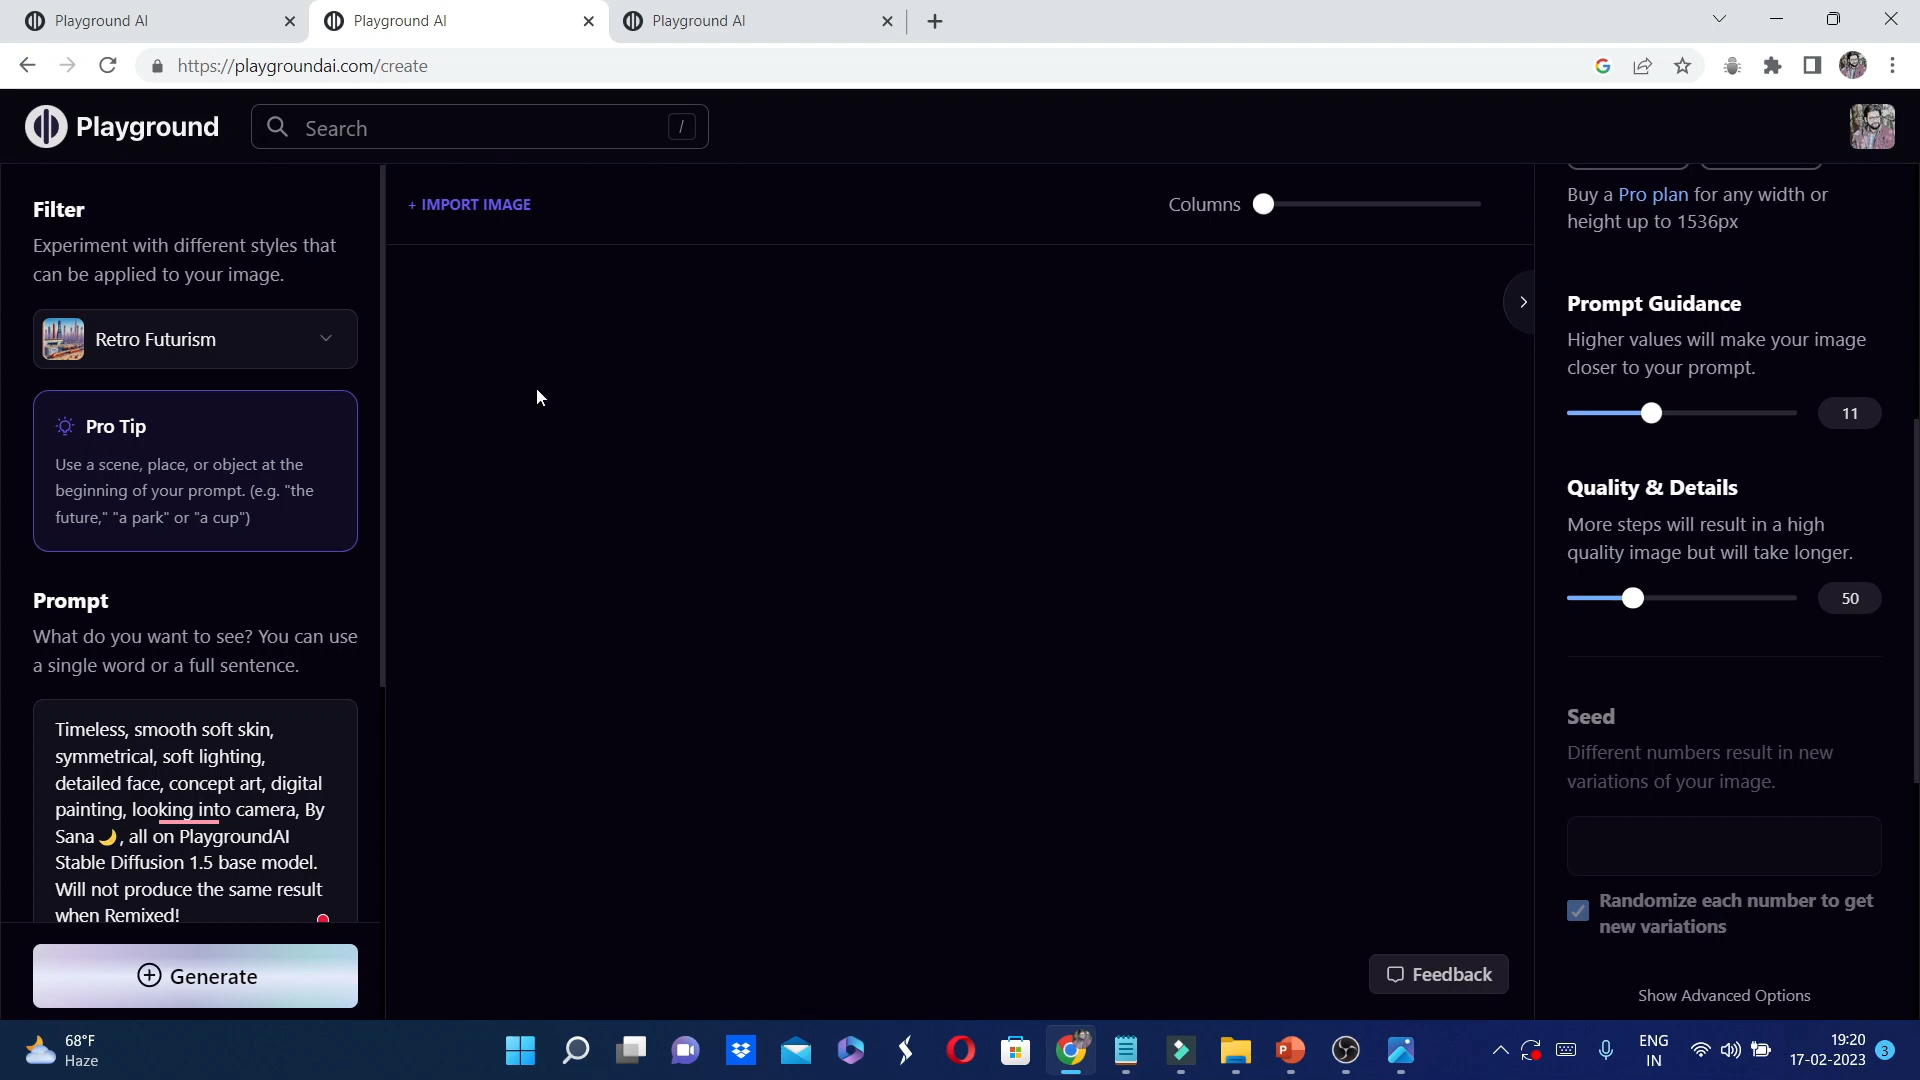 Playground AI
Playground AI
Playground AI
https://playgroundai.com/create
Playground
Search
/
Filter
Experiment with different styles that
can be applied to your image.
Retro Futurism
Pro Tip
Use a scene, place, or object at the
beginning of your prompt. (e.g. "the
future," "a park" or "a cup")
Prompt
What do you want to see? You can use
a single word or a full sentence.
Timeless, smooth soft skin,
symmetrical, soft lighting,
detailed face, concept art, digital
painting, looking into camera, By
Sana🌙, all on PlaygroundAI
Stable Diffusion 1.5 base model.
Will not produce the same result
when Remixed!
Generate
+ IMPORT IMAGE
Columns
Feedback
Buy a Pro plan for any width or
height up to 1536px
Prompt Guidance
Higher values will make your image
closer to your prompt.
11
Quality & Details
More steps will result in a high
quality image but will take longer.
50
Seed
Different numbers result in new
variations of your image.
Randomize each number to get
new variations
Show Advanced Options
68°F
Haze
ENG
IN
19:20
17-02-2023
3